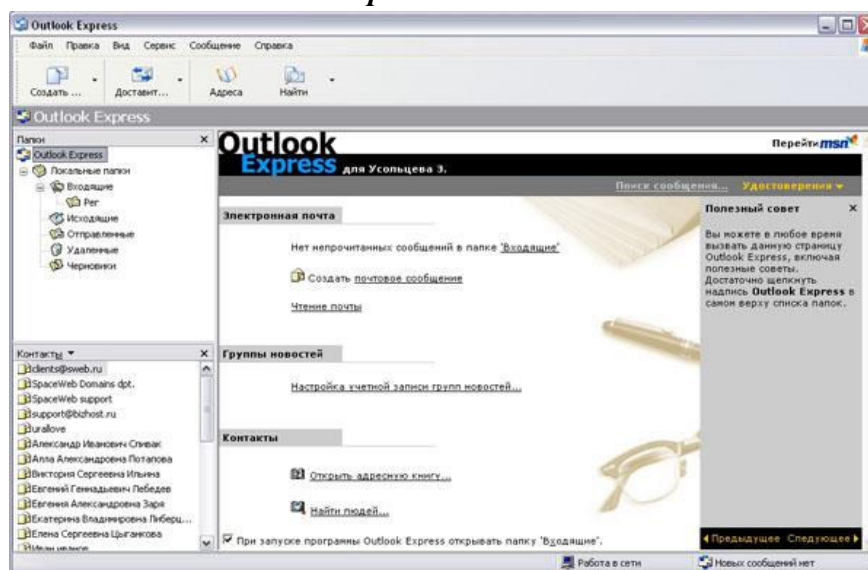 Outlook Express
Файл Правка Вид Сервис Сообщение Справка
Создать ... Доставит... Адреса Найти
Outlook Express
Папки
Outlook Express
Локальные папки
Входящие
Рег
Исходящие
Отправленные
Удаленные
Черновики
Контакты
clients@sweb.ru
SpaceWeb Domains dpt.
SpaceWeb support
support@bizhost.ru
uralove
Александр Иванович Спивак
Алла Александровна Потапова
Виктория Сергеевна Ильина
Евгений Геннадьевич Лебедев
Евгения Александровна Заря
Екатерина Владимировна Либерц...
Елена Сергеевна Цыганкова
Outlook
Express для Усольцева З.
Перейти msn
Поиск сообщения... Удостоверения
Электронная почта
Нет непрочитанных сообщений в папке 'Входящие'
Создать почтовое сообщение
Чтение почты
Группы новостей
Настройка учетной записи групп новостей...
Контакты
Открыть адресную книгу...
Найти людей...
При запуске программы Outlook Express открывать папку 'Входящие'.
Полезный совет
Вы можете в любое время
вызвать данную страницу
Outlook Express, включая
полезные советы.
Достаточно щелкнуть
надпись Outlook Express в
самом верху списка папок.
Предыдущее Следующее
Работа в сети
Новых сообщений нет